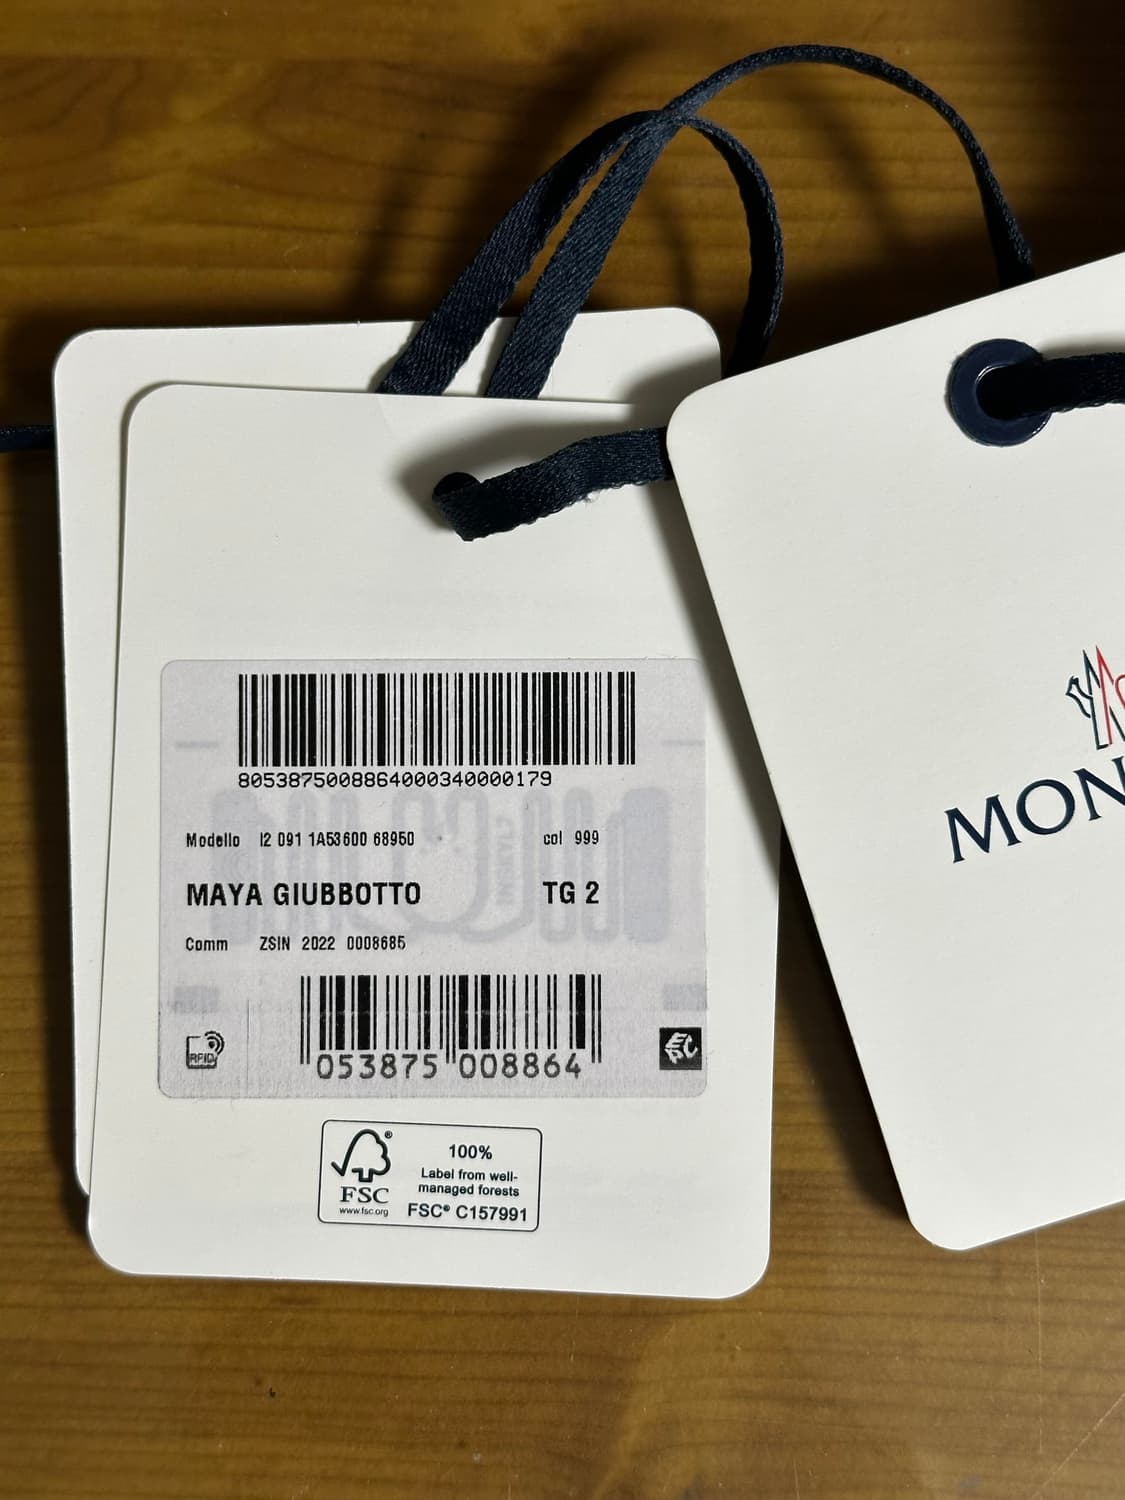 8053875008864000340000179
Modello I2 091 1A53600 68950 col 999
MAYA GIUBBOTTO TG 2
Comm ZSIN 2022 0008685
053875 008864
RFID
EPC
FSC®
www.fsc.org
100%
Label from well-
managed forests
FSC® C157991
MON